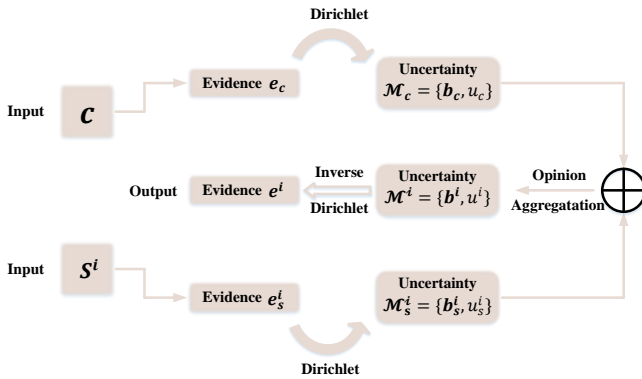 Dirichlet
Input
c
Evidence e_c
Uncertainty
ℳ_c = {b_c, u_c}
Output
Evidence e^i
Inverse
Dirichlet
Uncertainty
ℳ^i = {b^i, u^i}
Opinion
Aggregatation
Input
S^i
Evidence e_s^i
Uncertainty
ℳ_s^i = {b_s^i, u_s^i}
Dirichlet